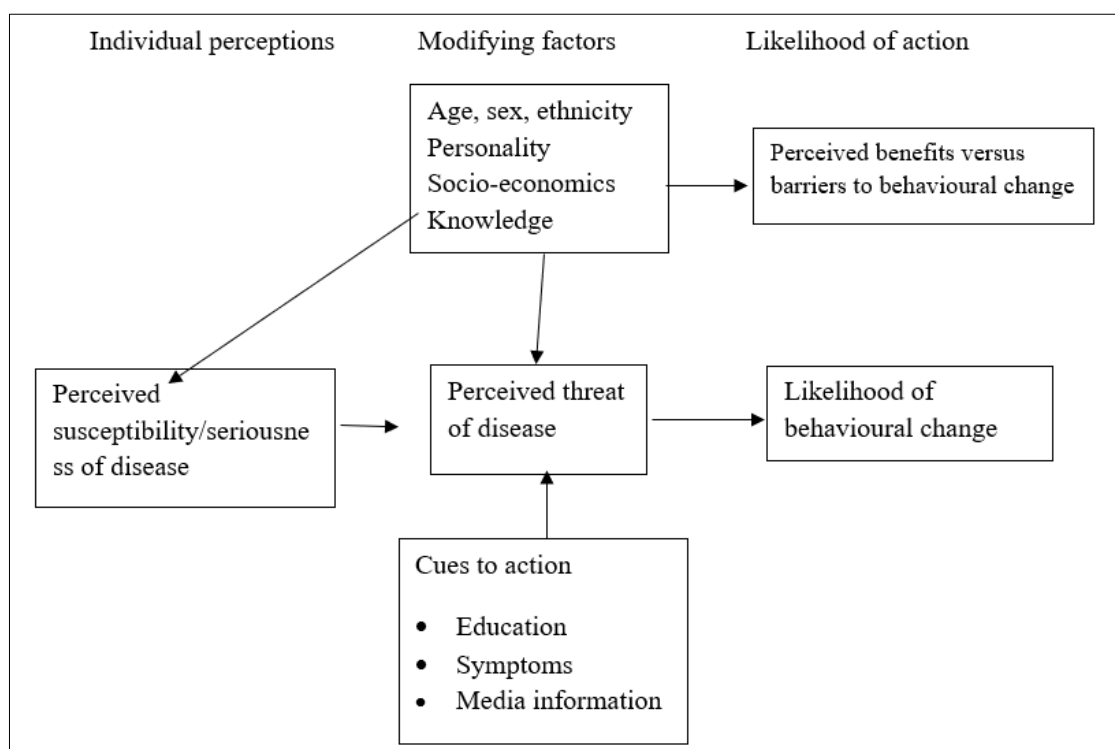 Individual perceptions
Modifying factors
Likelihood of action
Age, sex, ethnicity
Personality
Socio-economics
Knowledge
Perceived benefits versus
barriers to behavioural change
Perceived
susceptibility/seriousne
ss of disease
Perceived threat
of disease
Likelihood of
behavioural change
Cues to action
• Education
• Symptoms
• Media information